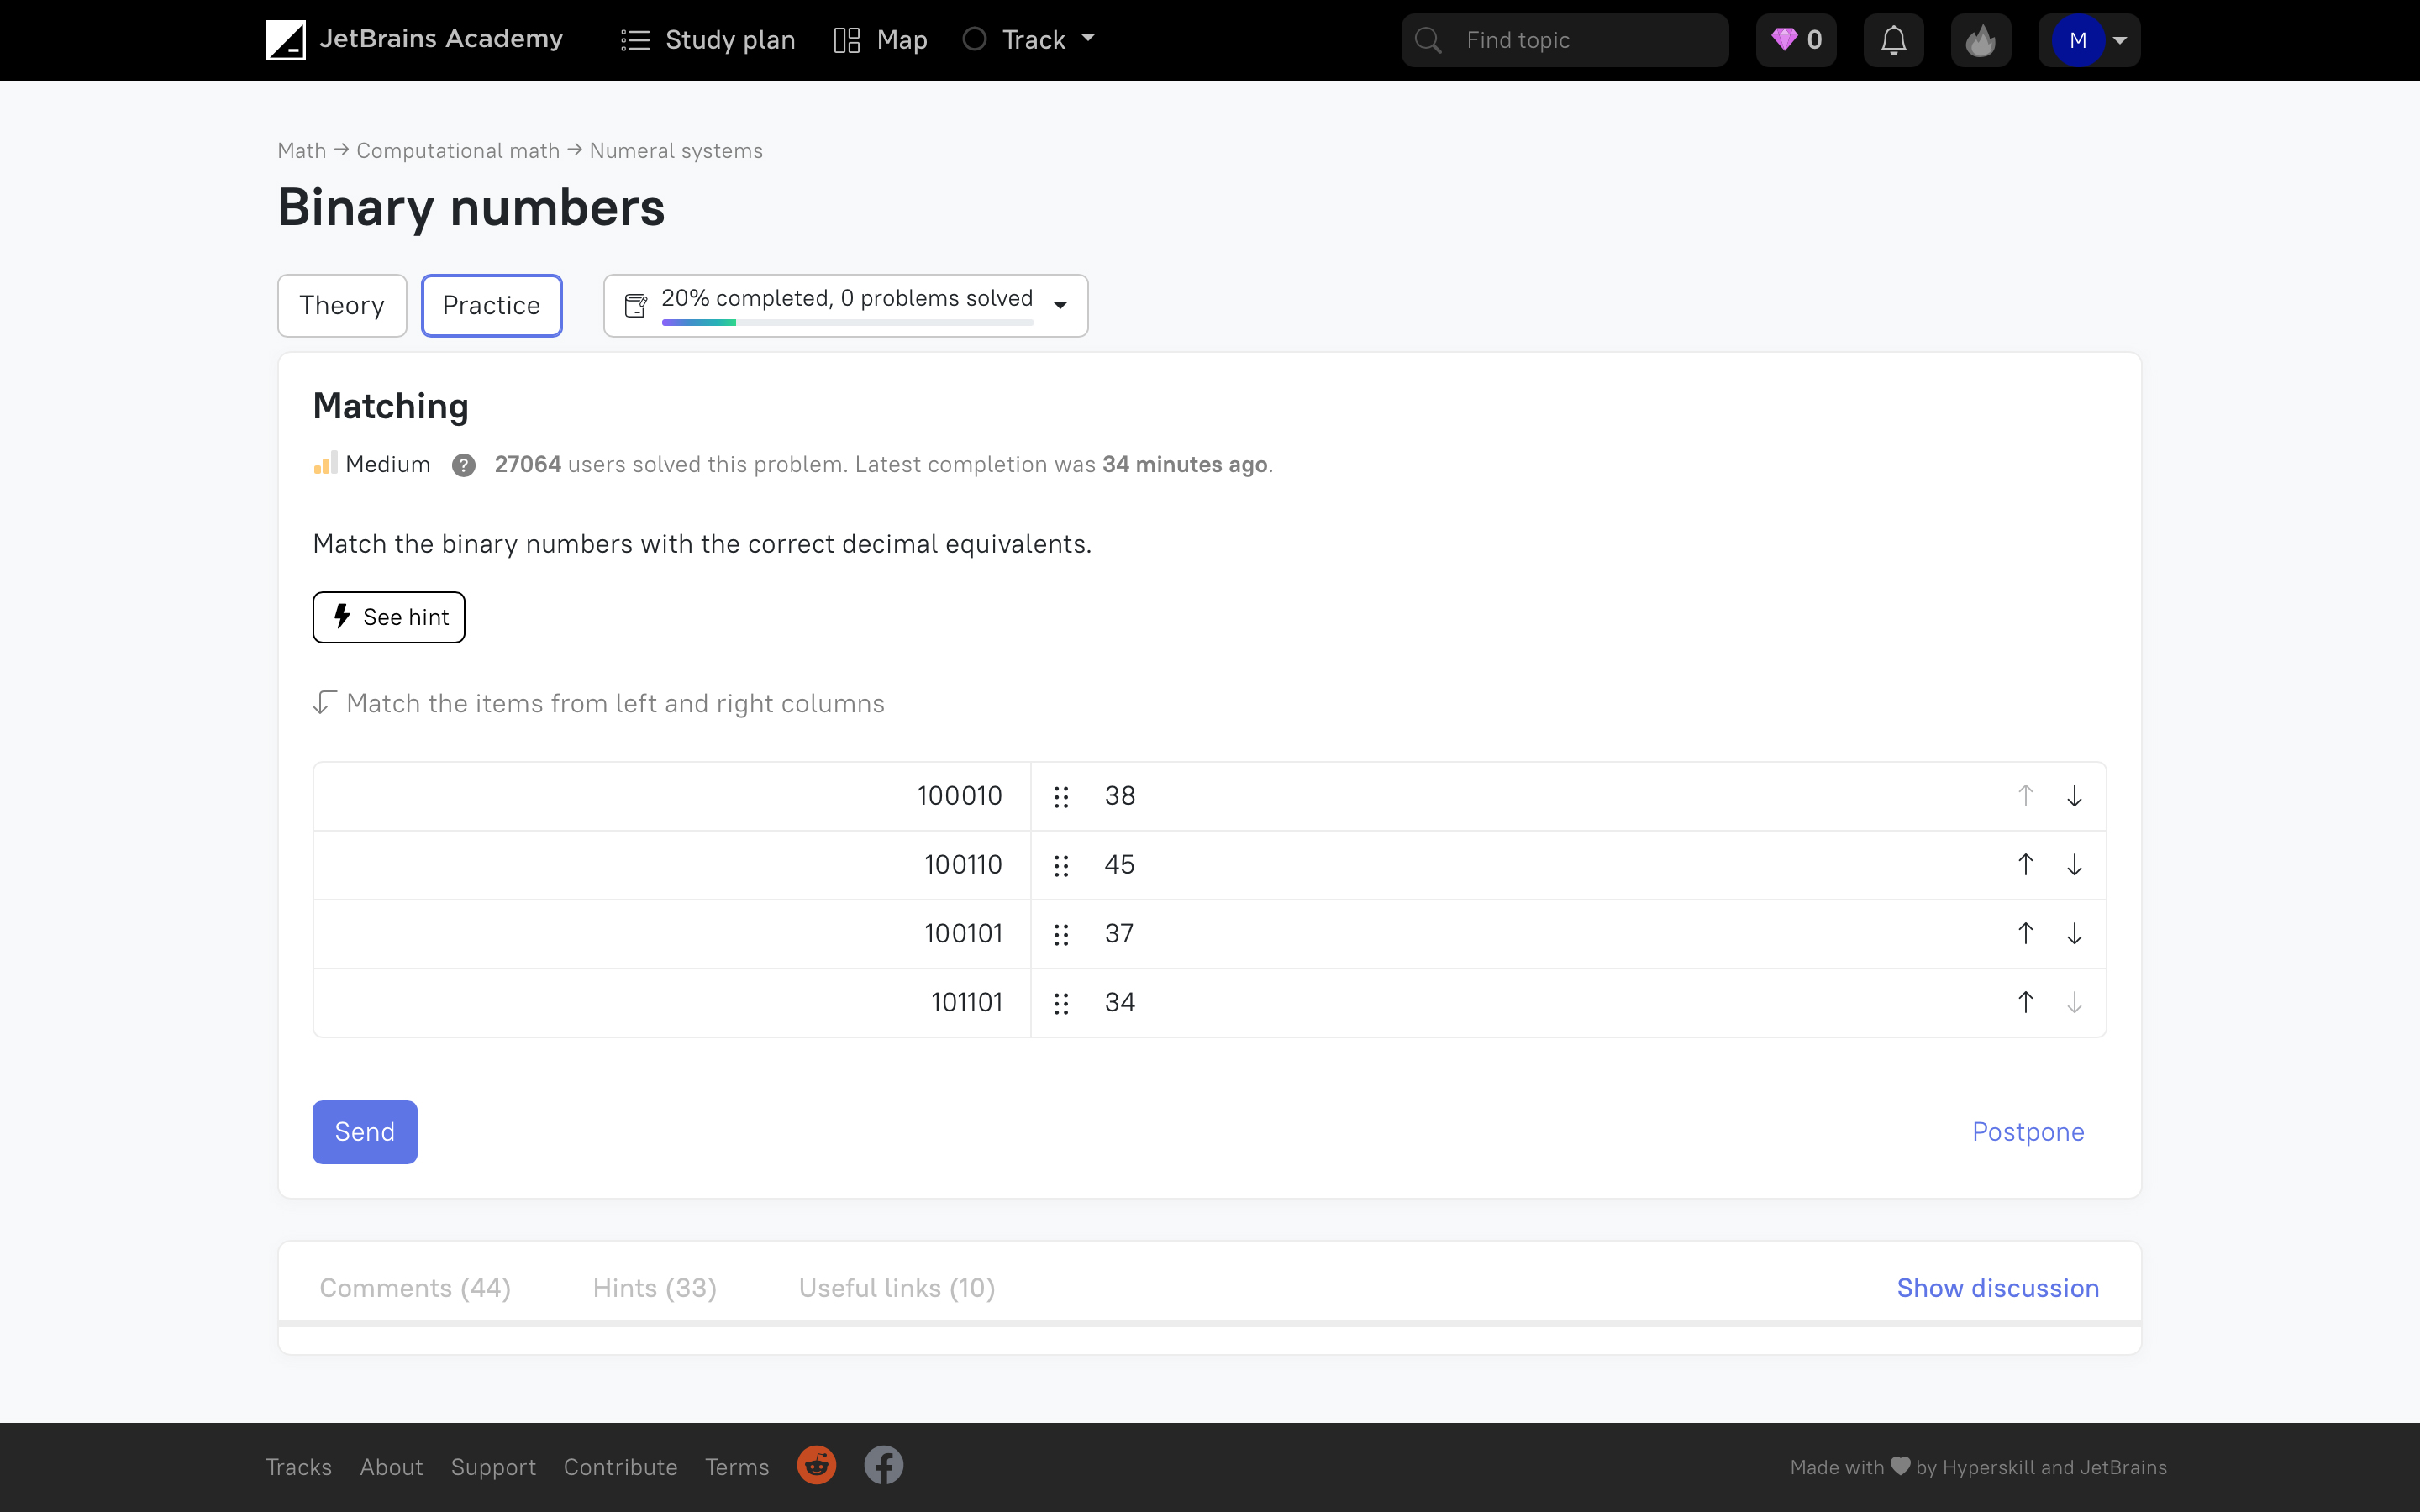 JetBrains Academy Study plan Map Track Find topic 0 M
Math → Computational math → Numeral systems
Binary numbers
Theory Practice 20% completed, 0 problems solved
Matching
Medium ? 27064 users solved this problem. Latest completion was 34 minutes ago.
Match the binary numbers with the correct decimal equivalents.
See hint
Match the items from left and right columns
100010 38 ↑ ↓
100110 45 ↑ ↓
100101 37 ↑ ↓
101101 34 ↑ ↓
Send Postpone
Comments (44) Hints (33) Useful links (10) Show discussion
Tracks About Support Contribute Terms Made with ♥ by Hyperskill and JetBrains